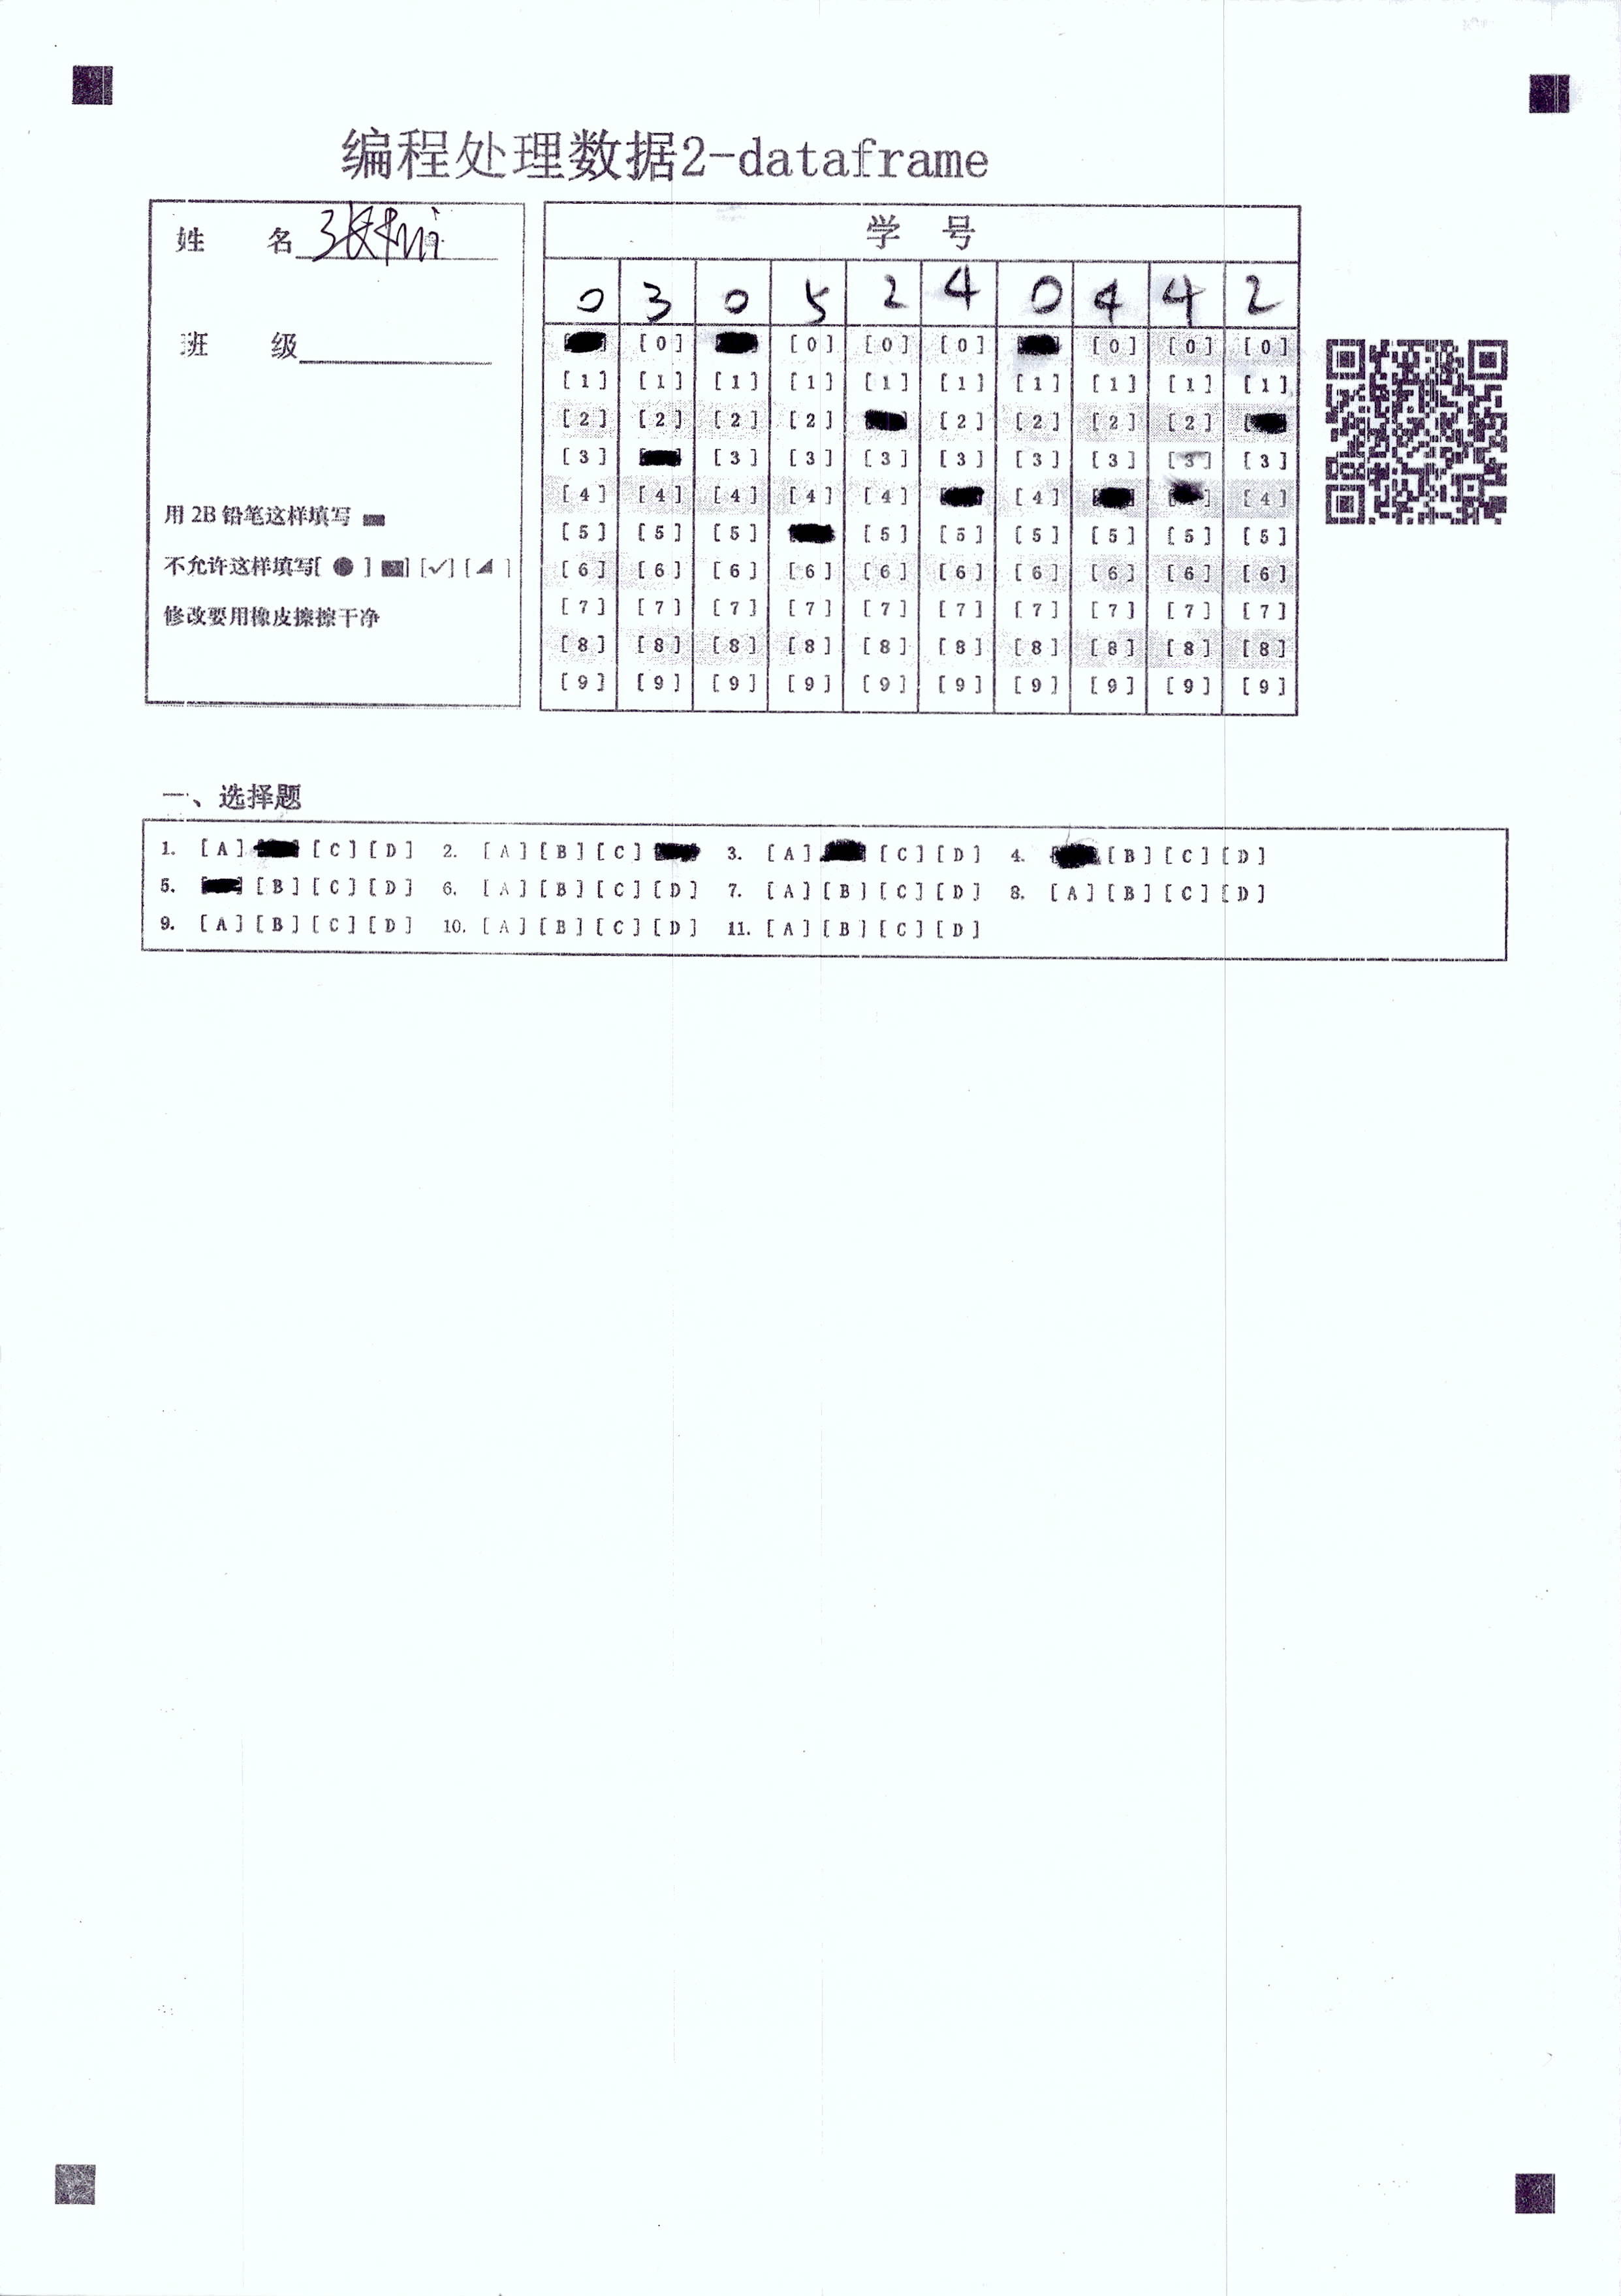 编程处理数据2-dataframe
姓 名 张
班 级
用 2B 铅笔这样填写
不允许这样填写[ ● ] [■] [✓] [◢ ]
修改要用橡皮擦擦干净
学 号
0 3 0 5 2 4 0 4 4 2
[0] [0] [0] [0] [0] [0] [0]
[1] [1] [1] [1] [1] [1] [1] [1] [1] [1]
[2] [2] [2] [2] [2] [2] [2] [2]
[3] [3] [3] [3] [3] [3] [3] [3] [3]
[4] [4] [4] [4] [4] [4] [4]
[5] [5] [5] [5] [5] [5] [5] [5] [5]
[6] [6] [6] [6] [6] [6] [6] [6] [6] [6]
[7] [7] [7] [7] [7] [7] [7] [7] [7] [7]
[8] [8] [8] [8] [8] [8] [8] [8] [8] [8]
[9] [9] [9] [9] [9] [9] [9] [9] [9] [9]
一、选择题
1. [A] [C] [D] 2. [A] [B] [C] 3. [A] [C] [D] 4. [B] [C] [D]
5. [B] [C] [D] 6. [A] [B] [C] [D] 7. [A] [B] [C] [D] 8. [A] [B] [C] [D]
9. [A] [B] [C] [D] 10. [A] [B] [C] [D] 11. [A] [B] [C] [D]